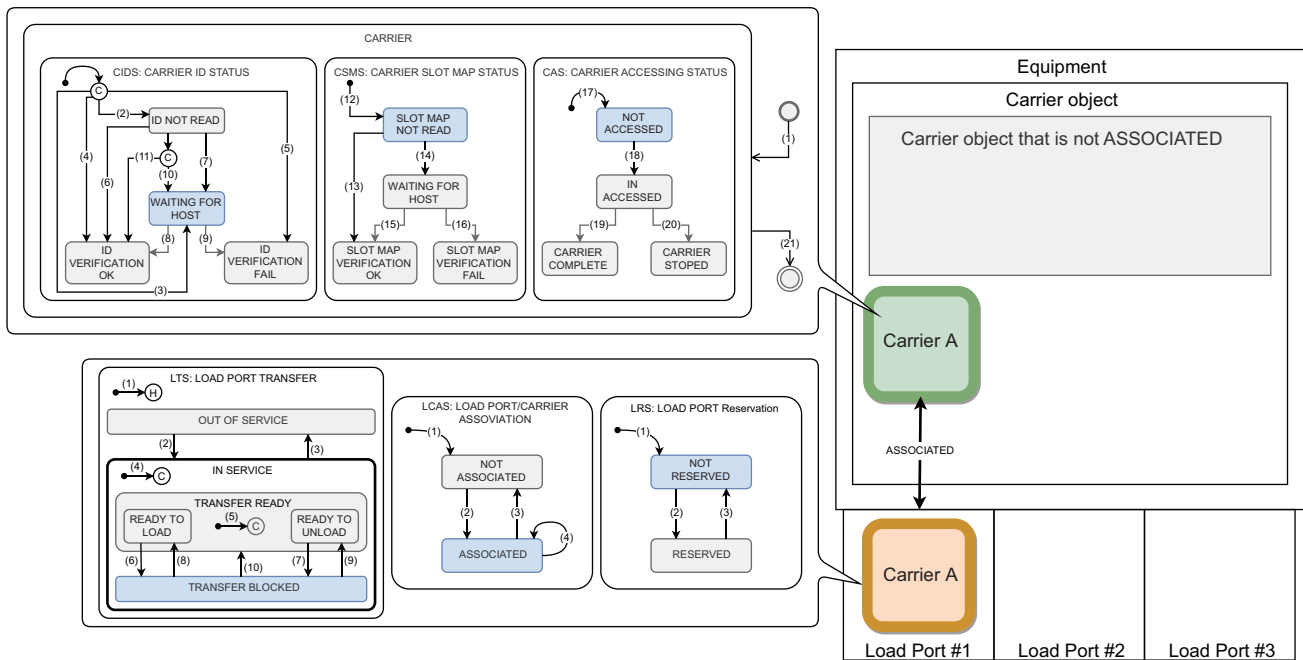 CARRIER
CIDS: CARRIER ID STATUS
C
(2)
ID NOT READ
(4)
(6)
(11)
C
(7)
(5)
(10)
WAITING FOR
HOST
(8)
(9)
ID
VERIFICATION
OK
ID
VERIFICATION
FAIL
(3)
CSMS: CARRIER SLOT MAP STATUS
(12)
SLOT MAP
NOT READ
(14)
(13)
WAITING FOR
HOST
(15)
(16)
SLOT MAP
VERIFICATION
OK
SLOT MAP
VERIFICATION
FAIL
CAS: CARRIER ACCESSING STATUS
(17)
NOT
ACCESSED
(18)
IN
ACCESSED
(19)
(20)
CARRIER
COMPLETE
CARRIER
STOPED
(1)
(21)
Equipment
Carrier object
Carrier object that is not ASSOCIATED
Carrier A
ASSOCIATED
Carrier A
Load Port #1
Load Port #2
Load Port #3
LTS: LOAD PORT TRANSFER
(1)
H
OUT OF SERVICE
(2)
(3)
(4)
C
IN SERVICE
TRANSFER READY
READY TO
LOAD
(5)
C
READY TO
UNLOAD
(6)
(8)
(10)
(7)
(9)
TRANSFER BLOCKED
LCAS: LOAD PORT/CARRIER
ASSOVIATION
(1)
NOT
ASSOCIATED
(2)
(3)
(4)
ASSOCIATED
LRS: LOAD PORT Reservation
(1)
NOT
RESERVED
(2)
(3)
RESERVED